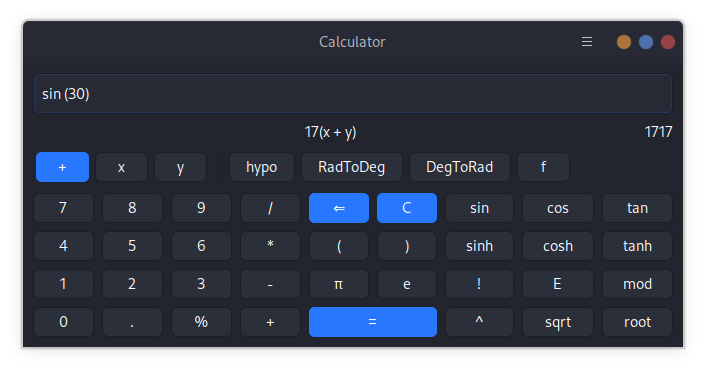 Calculator
sin (30)
17(x + y) 1717
+ x y hypo RadToDeg DegToRad f
7 8 9 / ⇐ C sin cos tan
4 5 6 * ( ) sinh cosh tanh
1 2 3 - π e ! E mod
0 . % + = ^ sqrt root